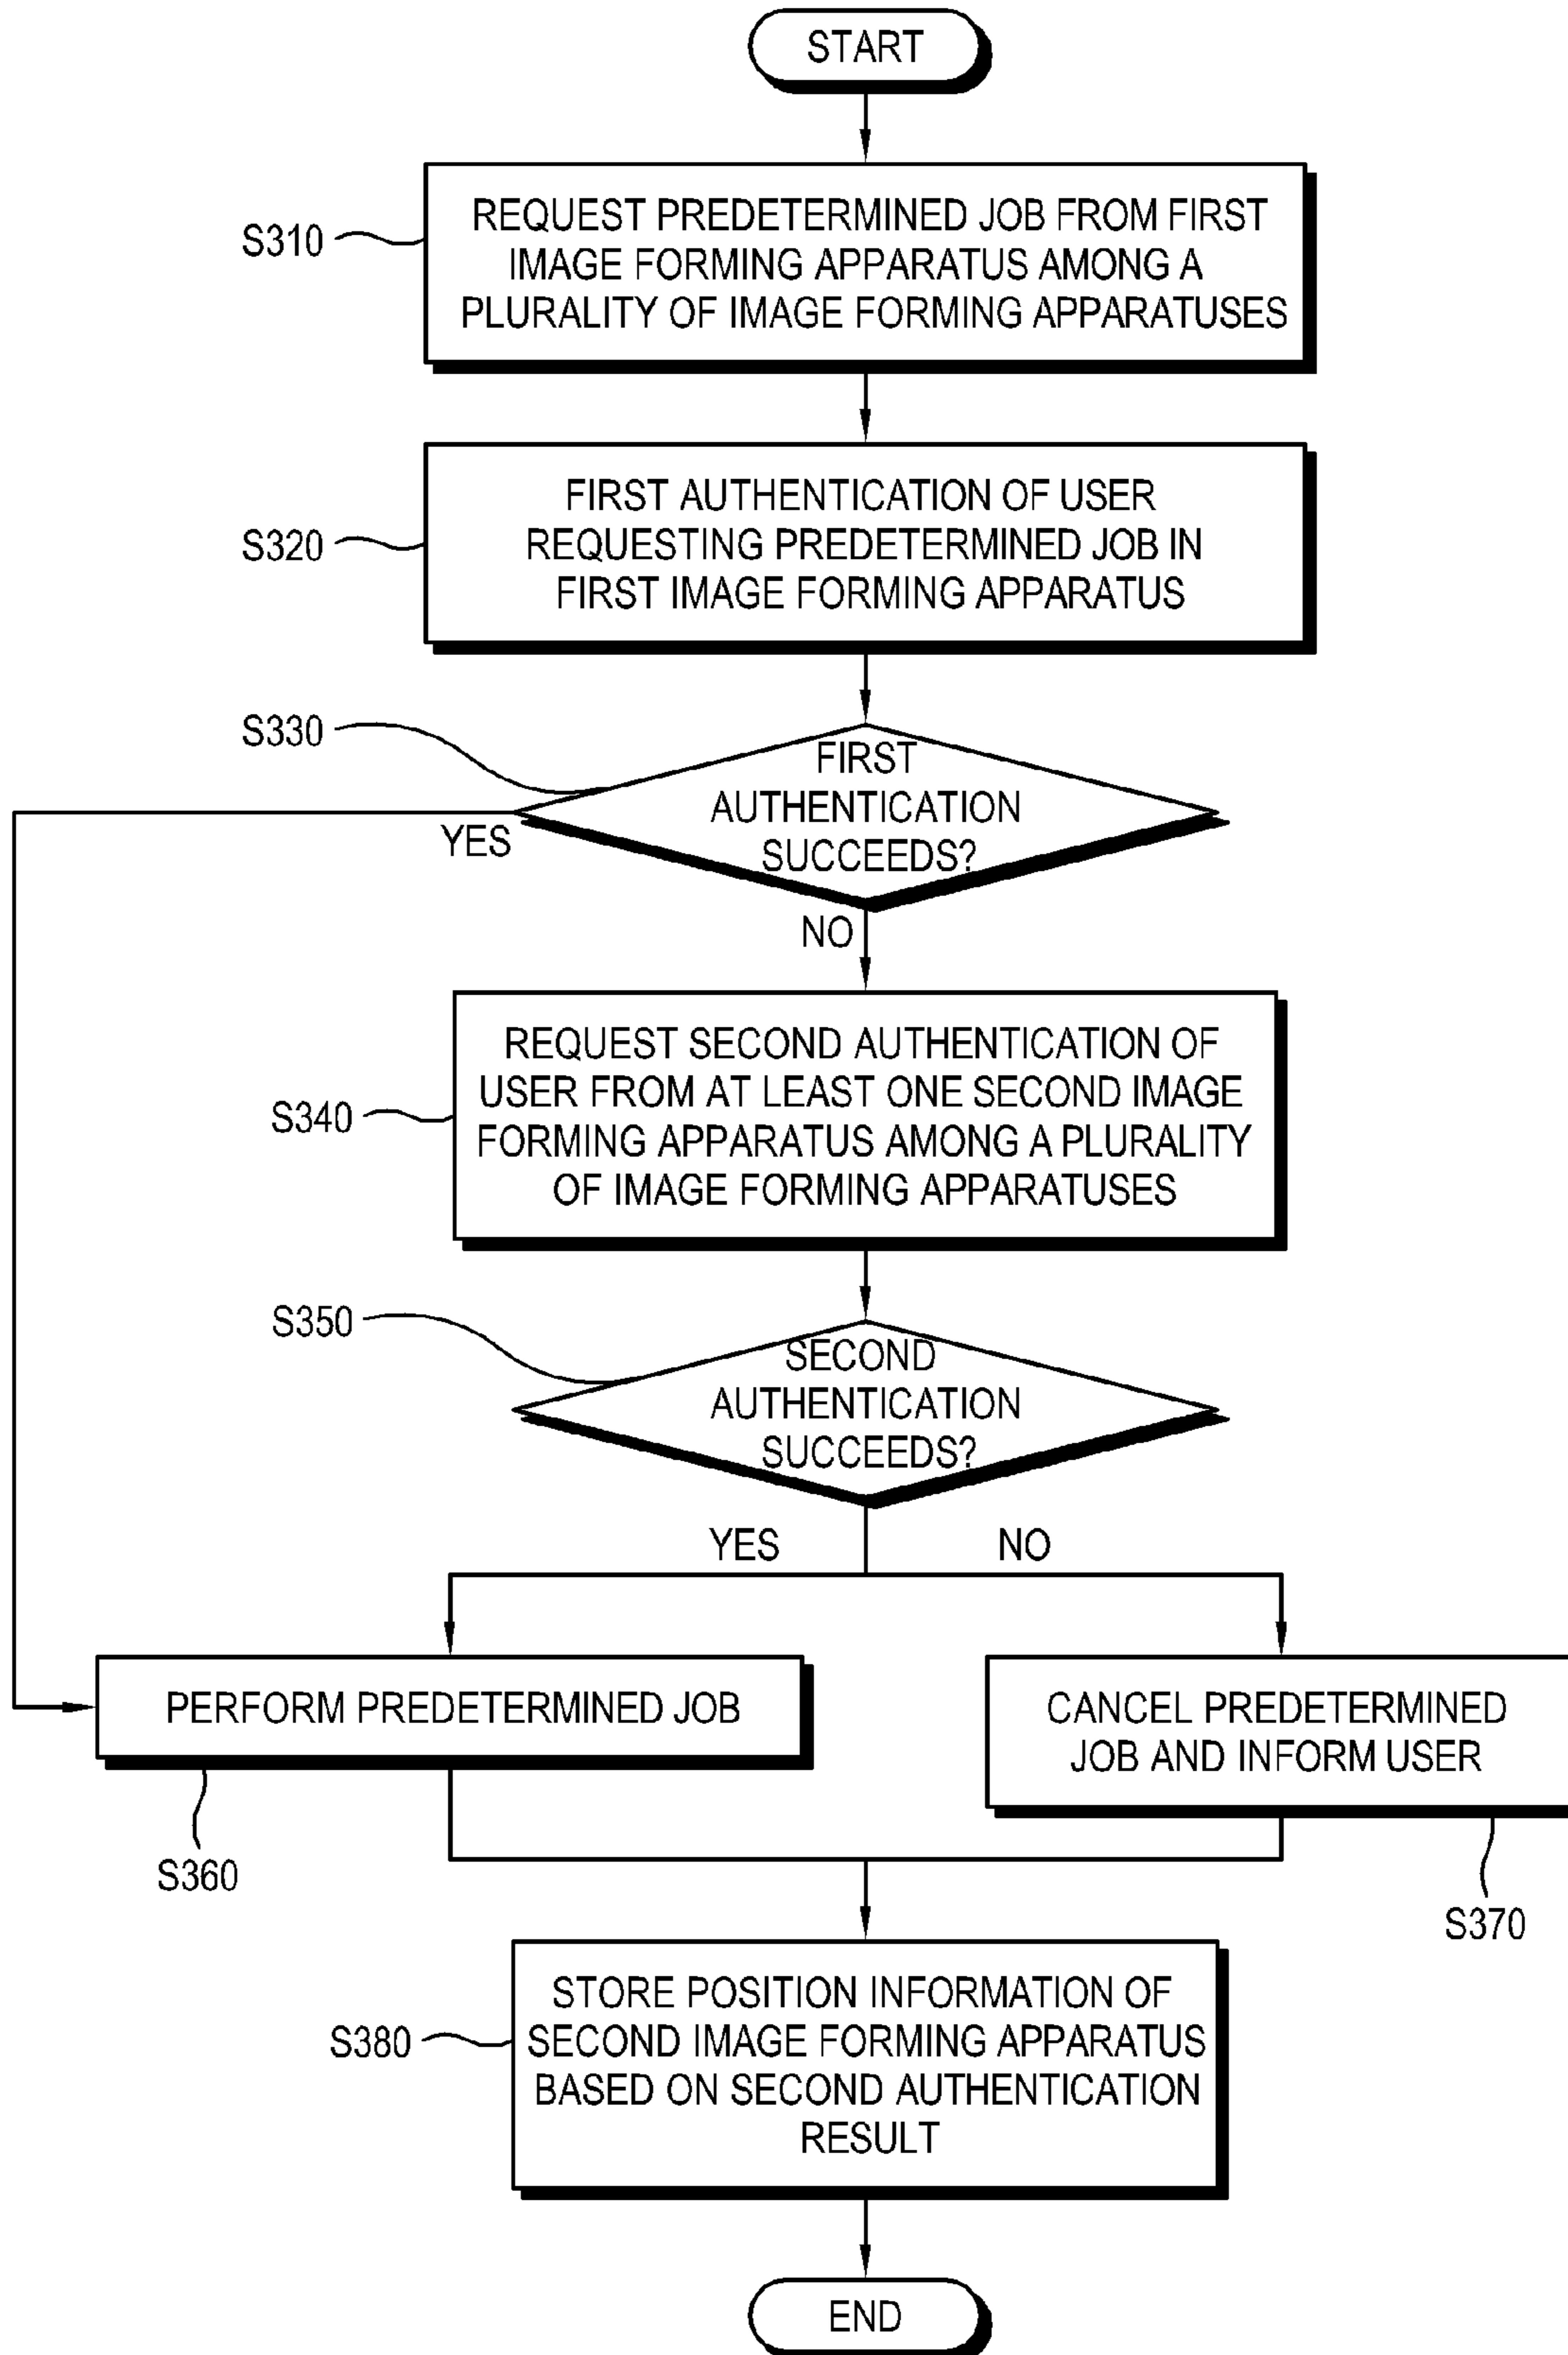 START
S310
REQUEST PREDETERMINED JOB FROM FIRST
IMAGE FORMING APPARATUS AMONG A
PLURALITY OF IMAGE FORMING APPARATUSES
S320
FIRST AUTHENTICATION OF USER
REQUESTING PREDETERMINED JOB IN
FIRST IMAGE FORMING APPARATUS
S330
FIRST
AUTHENTICATION
SUCCEEDS?
YES
NO
S340
REQUEST SECOND AUTHENTICATION OF
USER FROM AT LEAST ONE SECOND IMAGE
FORMING APPARATUS AMONG A PLURALITY
OF IMAGE FORMING APPARATUSES
S350
SECOND
AUTHENTICATION
SUCCEEDS?
YES
NO
PERFORM PREDETERMINED JOB
S360
CANCEL PREDETERMINED
JOB AND INFORM USER
S370
S380
STORE POSITION INFORMATION OF
SECOND IMAGE FORMING APPARATUS
BASED ON SECOND AUTHENTICATION
RESULT
END